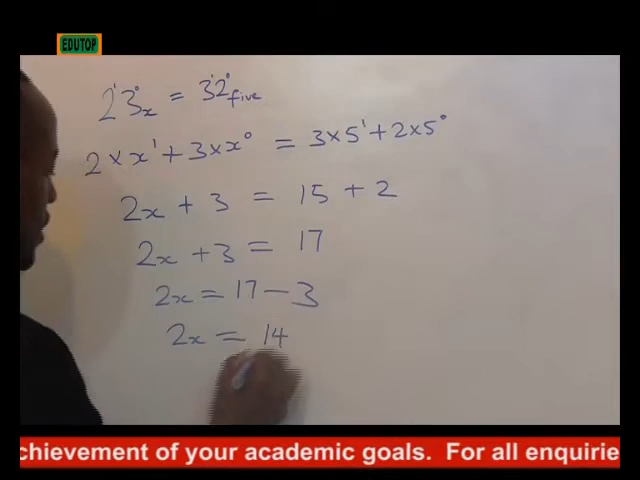 EDUTOP
2¹3⁰ₓ = 3¹2⁰five
2 × x¹ + 3 × x⁰ = 3 × 5¹ + 2 × 5⁰
2x + 3 = 15 + 2
2x + 3 = 17
2x = 17 − 3
2x = 14
chievement of your academic goals. For all enquirie